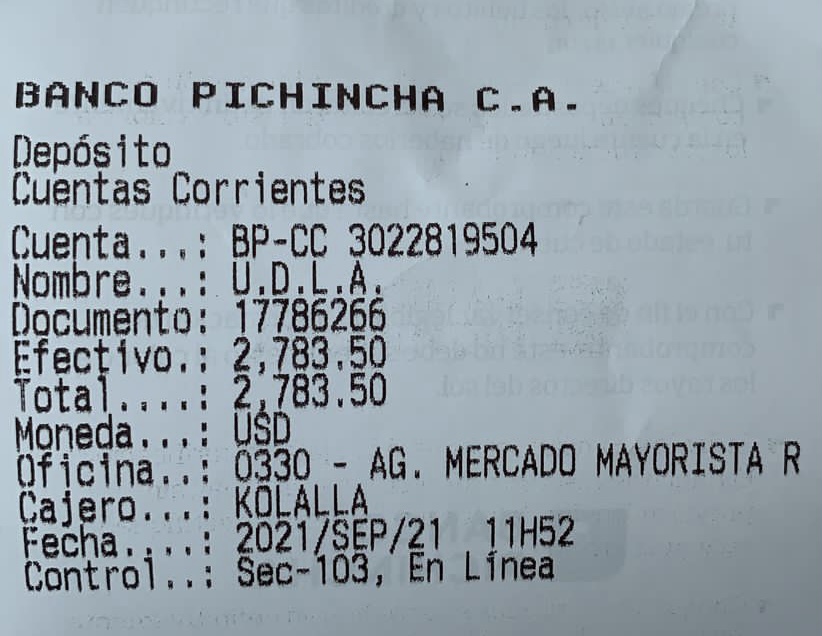 BANCO PICHINCHA C.A.
Depósito
Cuentas Corrientes
Cuenta...: BP-CC 3022819504
Nombre...: U.D.L.A.
Documento: 17786266
Efectivo.: 2,783.50
Total....: 2,783.50
Moneda...: USD
Oficina..: 0330 - AG. MERCADO MAYORISTA R
Cajero...: KOLALLA
Fecha....: 2021/SEP/21 11H52
Control..: Sec-103, En Línea